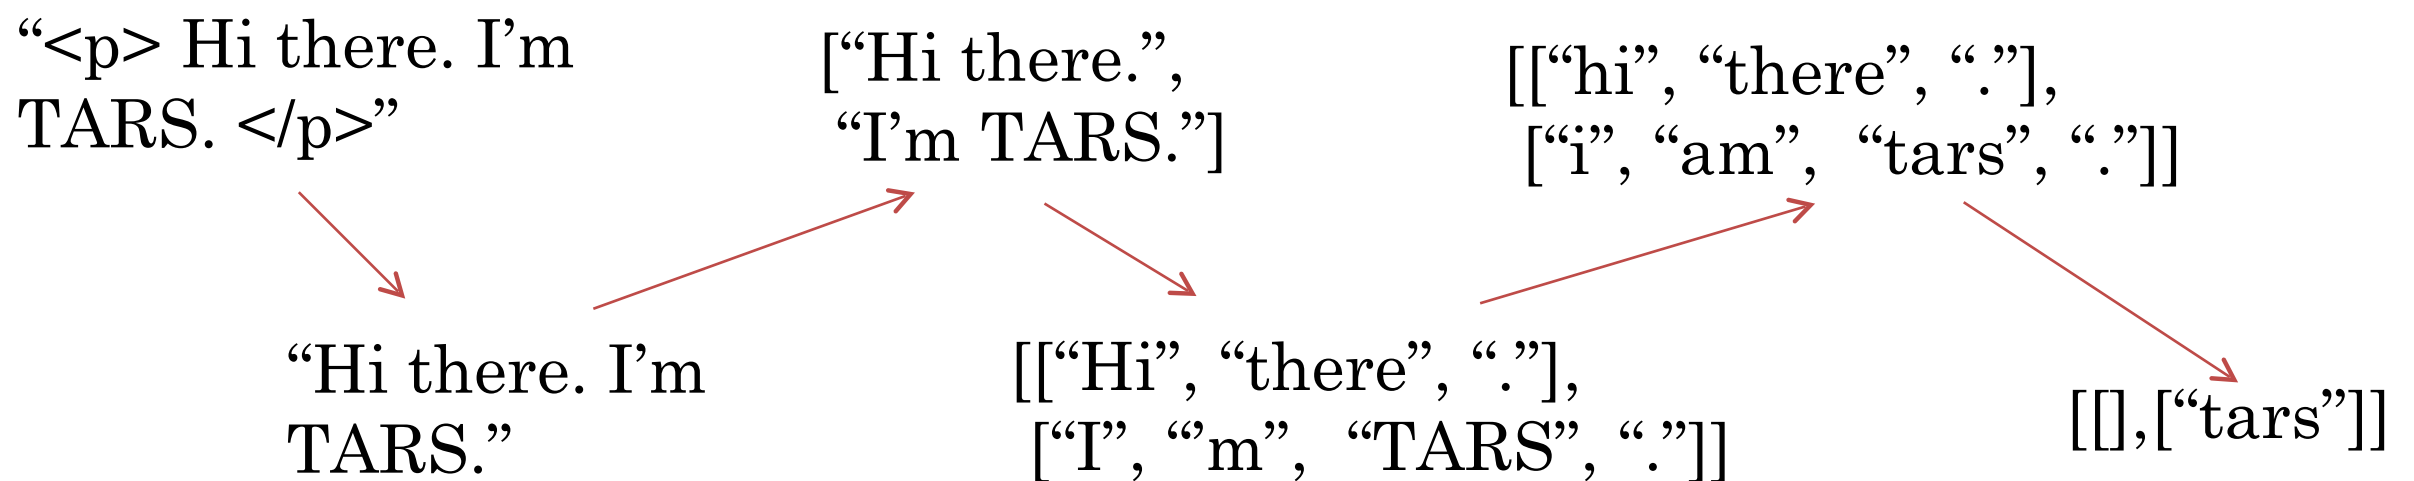 “<p> Hi there. I’m
TARS. </p>”
“Hi there. I’m
TARS.”
[“Hi there.”,
“I’m TARS.”]
[[“Hi”, “there”, “.”],
[“I”, “’m”, “TARS”, “.”]]
[[“hi”, “there”, “.”],
[“i”, “am”, “tars”, “.”]]
[[],[“tars”]]